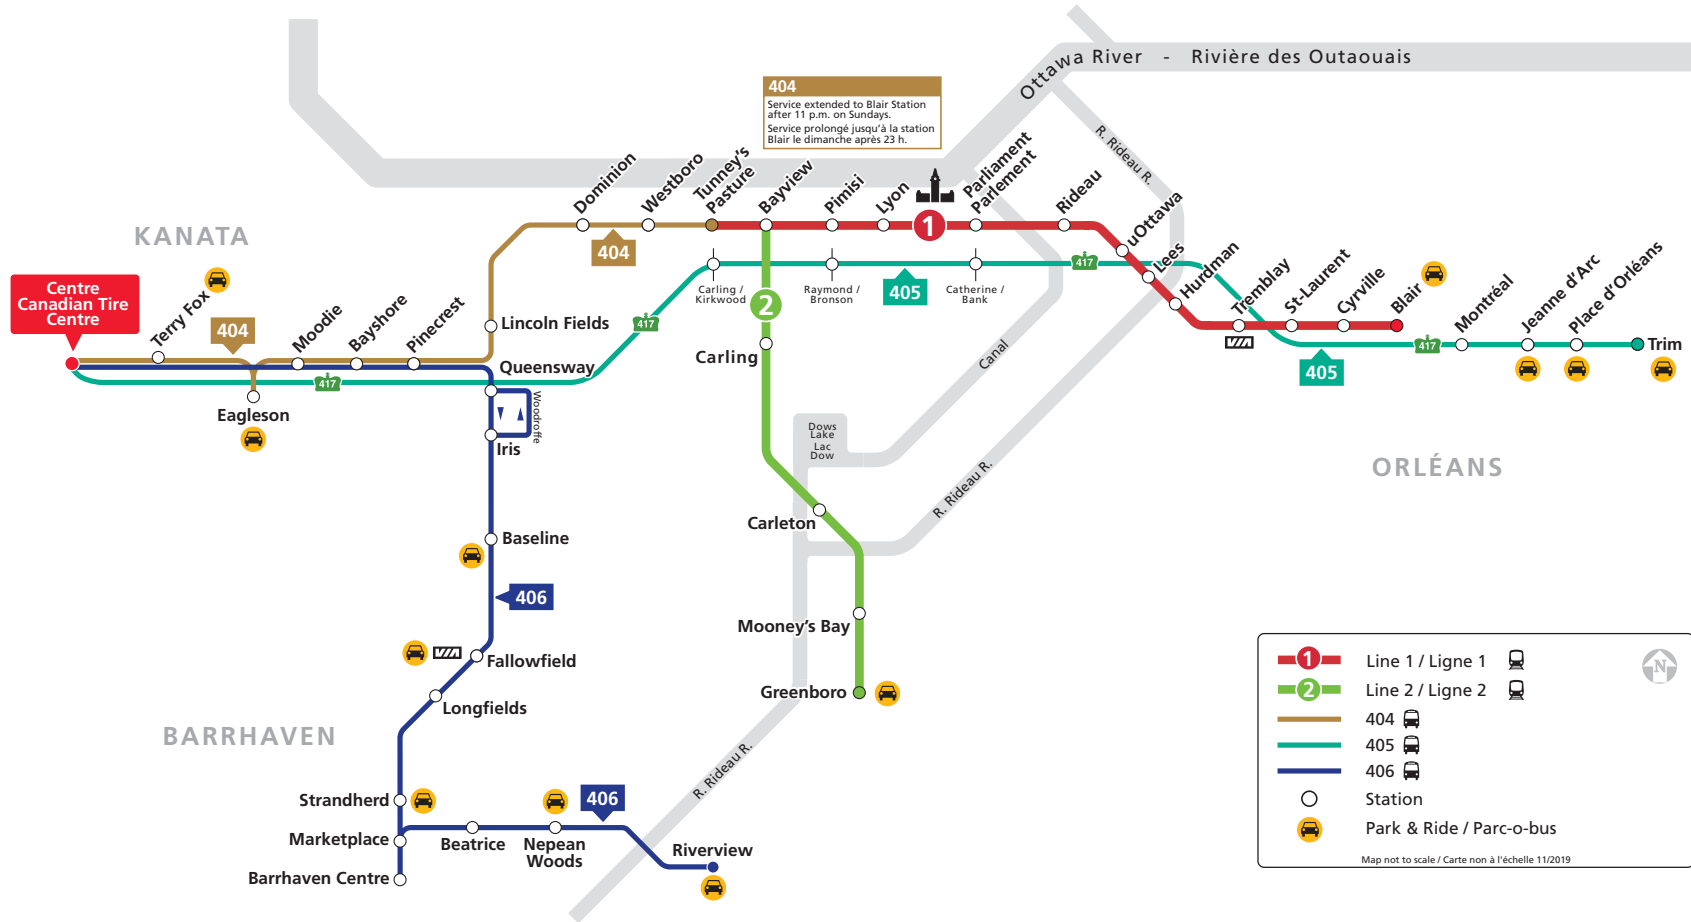 Ottawa River - Rivière des Outaouais
404
Service extended to Blair Station
after 11 p.m. on Sundays.
Service prolongé jusqu'à la station
Blair le dimanche après 23 h.
R. Rideau R.
KANATA
Centre
Canadian Tire
Centre
Terry Fox
404
Eagleson
Moodie
Bayshore
Pinecrest
Lincoln Fields
Queensway
417
Dominion
404
Westboro
Tunney's
Pasture
Bayview
Pimisi
Lyon
1
Parliament
Parlement
Rideau
uOttawa
Lees
Hurdman
Tremblay
St-Laurent
Cyrville
Blair
417
Carling /
Kirkwood
Raymond /
Bronson
405
Catherine /
Bank
417
405
417
Montréal
Jeanne d'Arc
Place d'Orléans
Trim
ORLÉANS
2
Carling
Canal
Dows
Lake
Lac
Dow
R. Rideau R.
Carleton
Mooney's Bay
Greenboro
R. Rideau R.
Woodroffe
Iris
Baseline
406
Fallowfield
Longfields
BARRHAVEN
Strandherd
Marketplace
Barrhaven Centre
Beatrice
Nepean
Woods
406
Riverview
1 Line 1 / Ligne 1
N
2 Line 2 / Ligne 2
404
405
406
Station
Park & Ride / Parc-o-bus
Map not to scale / Carte non à l'échelle 11/2019